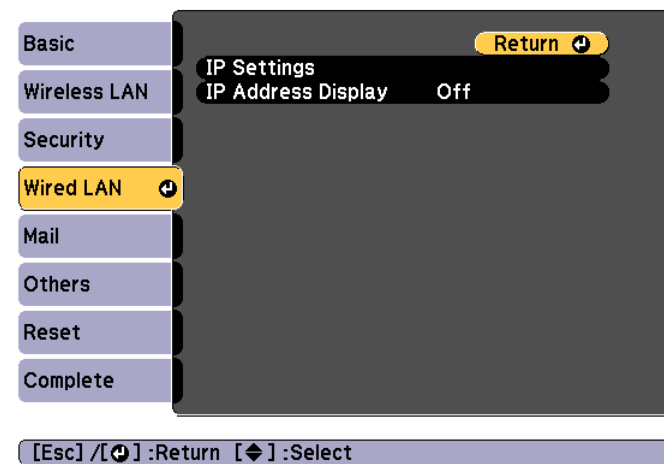 Basic
Wireless LAN
Security
Wired LAN
Mail
Others
Reset
Complete
Return
IP Settings
IP Address Display Off
[Esc] /[⏎] :Return [◆] :Select